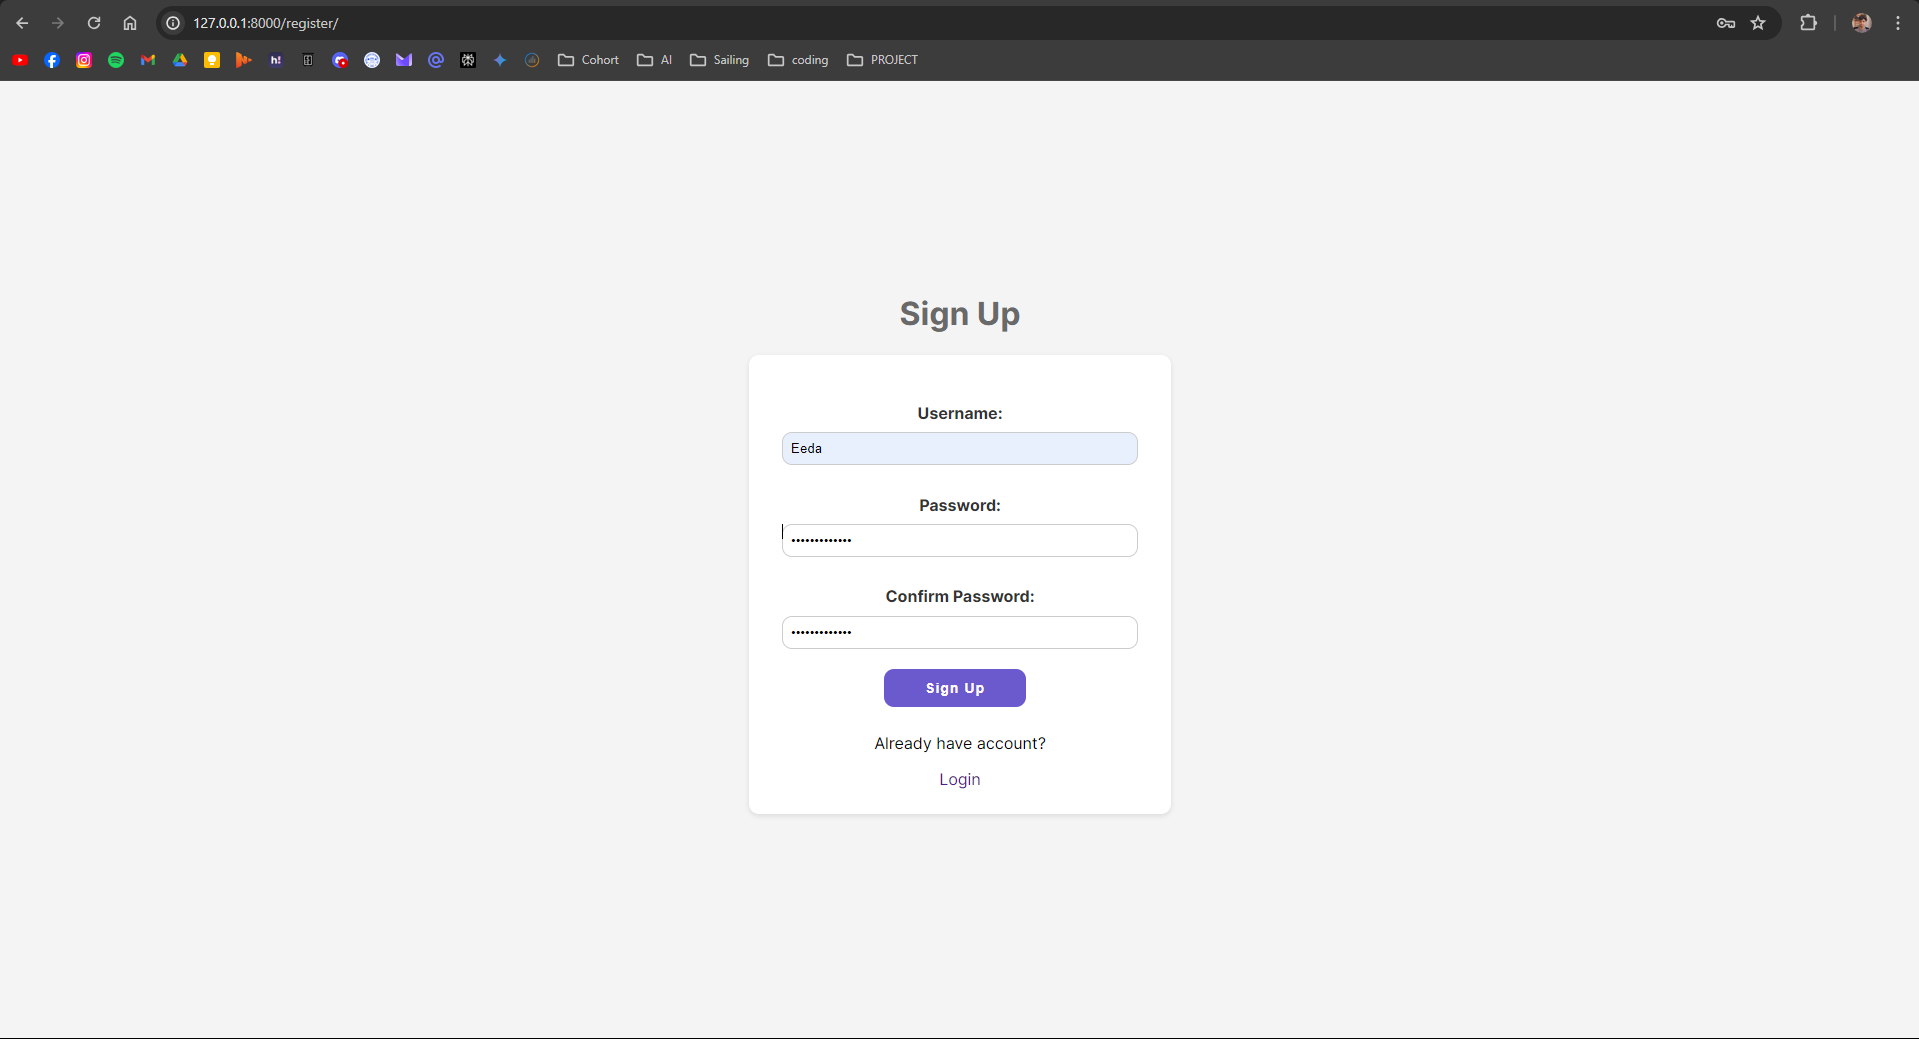 127.0.0.1:8000/register/
h!
Cohort
AI
Sailing
coding
PROJECT
Sign Up
Username:
Eeda
Password:
•••••••••••••
Confirm Password:
•••••••••••••
Sign Up
Already have account?
Login